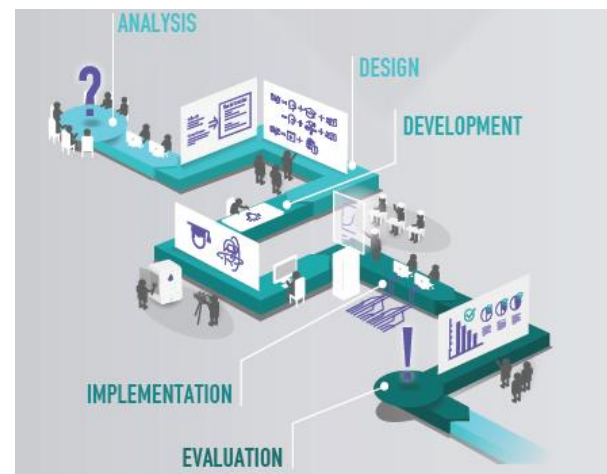 ANALYSIS
DESIGN
DEVELOPMENT
IMPLEMENTATION
EVALUATION